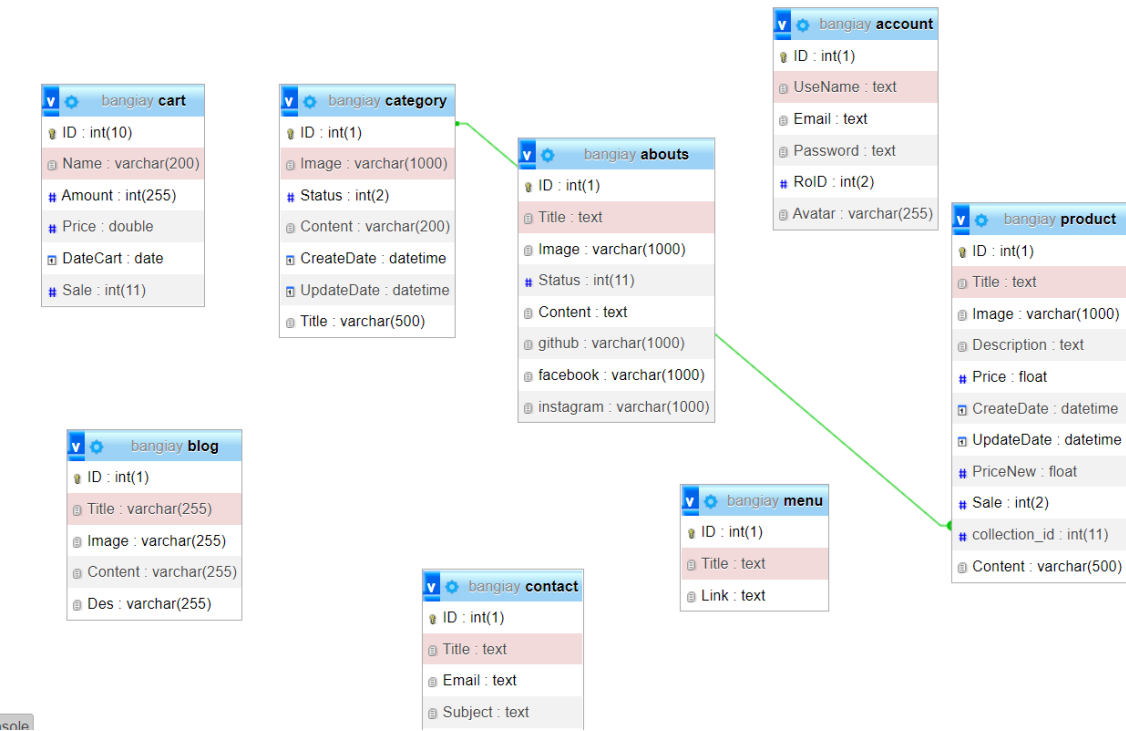 v bangiay account
ID : int(1)
UseName : text
Email : text
Password : text
RoID : int(2)
Avatar : varchar(255)
v bangiay cart
ID : int(10)
Name : varchar(200)
Amount : int(255)
Price : double
DateCart : date
Sale : int(11)
v bangiay category
ID : int(1)
Image : varchar(1000)
Status : int(2)
Content : varchar(200)
CreateDate : datetime
UpdateDate : datetime
Title : varchar(500)
v bangiay abouts
ID : int(1)
Title : text
Image : varchar(1000)
Status : int(11)
Content : text
github : varchar(1000)
facebook : varchar(1000)
instagram : varchar(1000)
v bangiay product
ID : int(1)
Title : text
Image : varchar(1000)
Description : text
Price : float
CreateDate : datetime
UpdateDate : datetime
PriceNew : float
Sale : int(2)
collection_id : int(11)
Content : varchar(500)
v bangiay blog
ID : int(1)
Title : varchar(255)
Image : varchar(255)
Content : varchar(255)
Des : varchar(255)
v bangiay menu
ID : int(1)
Title : text
Link : text
v bangiay contact
ID : int(1)
Title : text
Email : text
Subject : text
nsole